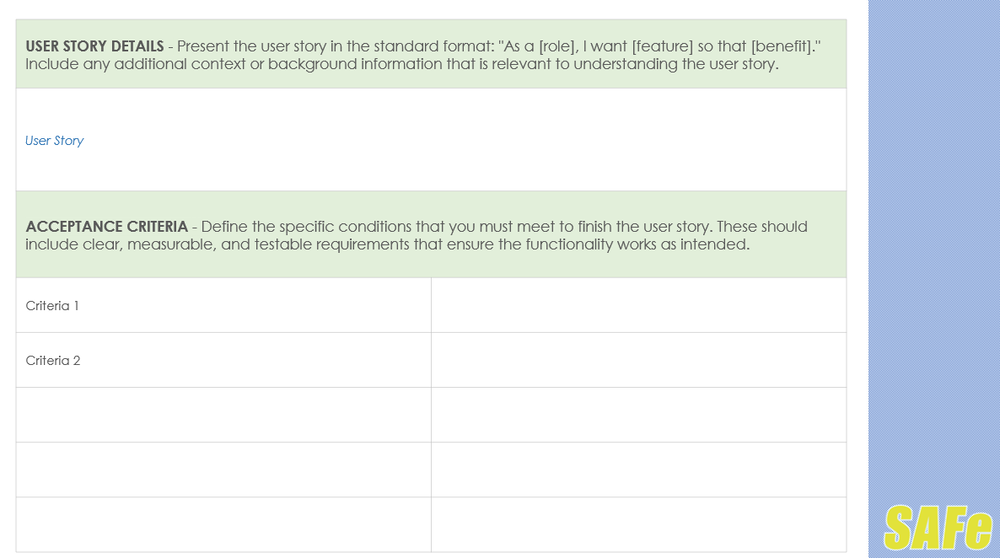 USER STORY DETAILS - Present the user story in the standard format: "As a [role], I want [feature] so that [benefit]."
Include any additional context or background information that is relevant to understanding the user story.
User Story
ACCEPTANCE CRITERIA - Define the specific conditions that you must meet to finish the user story. These should
include clear, measurable, and testable requirements that ensure the functionality works as intended.
Criteria 1
Criteria 2
SAFe